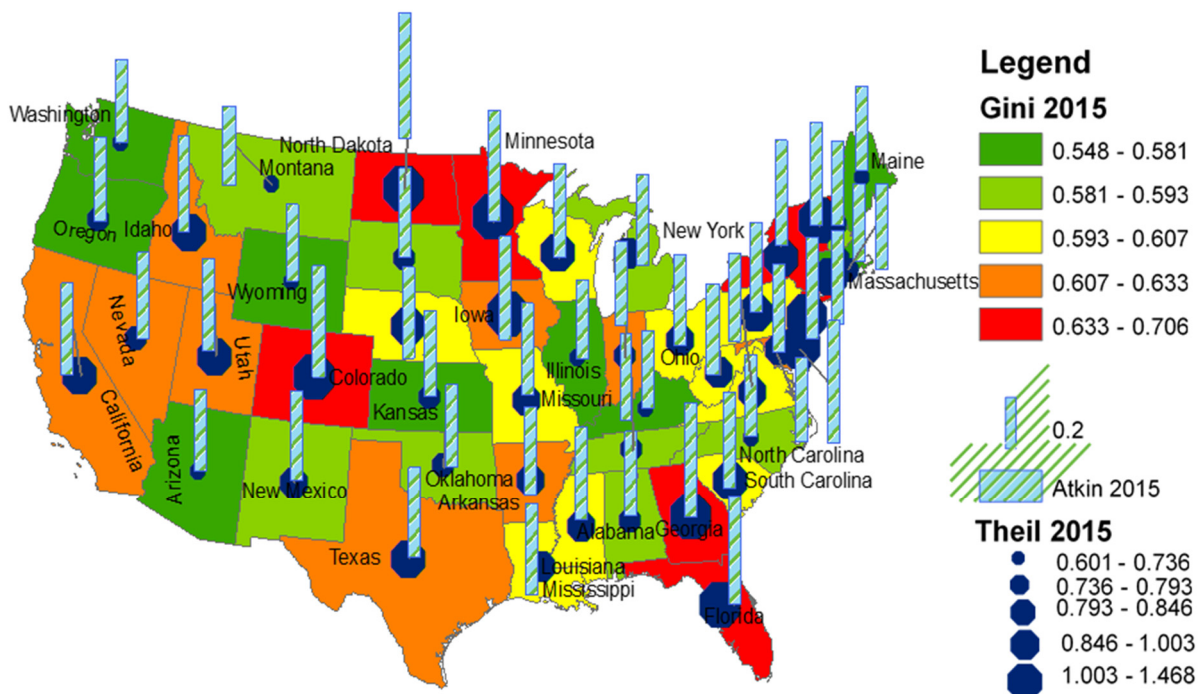 Washington
North Dakota
Minnesota
Montana
Maine
Oregon
Idaho
New York
Wyoming
Massachusetts
Nevada
Utah
Iowa
Colorado
Illinois
Ohio
California
Kansas
Missouri
Arizona
New Mexico
Oklahoma
Arkansas
North Carolina
South Carolina
Texas
Alabama
Georgia
Louisiana
Mississippi
Florida
Legend
Gini 2015
0.548 - 0.581
0.581 - 0.593
0.593 - 0.607
0.607 - 0.633
0.633 - 0.706
0.2
Atkin 2015
Theil 2015
0.601 - 0.736
0.736 - 0.793
0.793 - 0.846
0.846 - 1.003
1.003 - 1.468